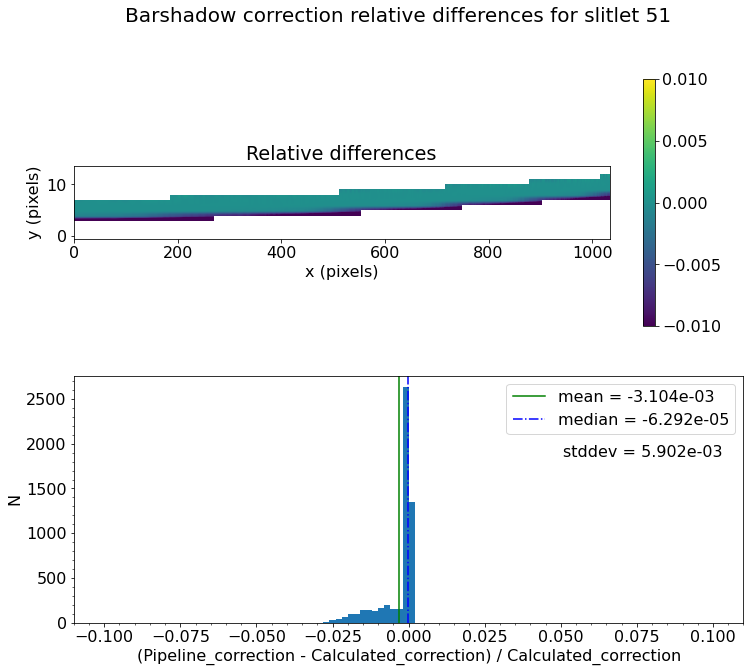 Barshadow correction relative differences for slitlet 51
Relative differences
y (pixels)
10
0
0 200 400 600 800 1000
x (pixels)
0.010
0.005
0.000
−0.005
−0.010
N
2500
2000
1500
1000
500
0
mean = -3.104e-03
median = -6.292e-05
stddev = 5.902e-03
−0.100 −0.075 −0.050 −0.025 0.000 0.025 0.050 0.075 0.100
(Pipeline_correction - Calculated_correction) / Calculated_correction